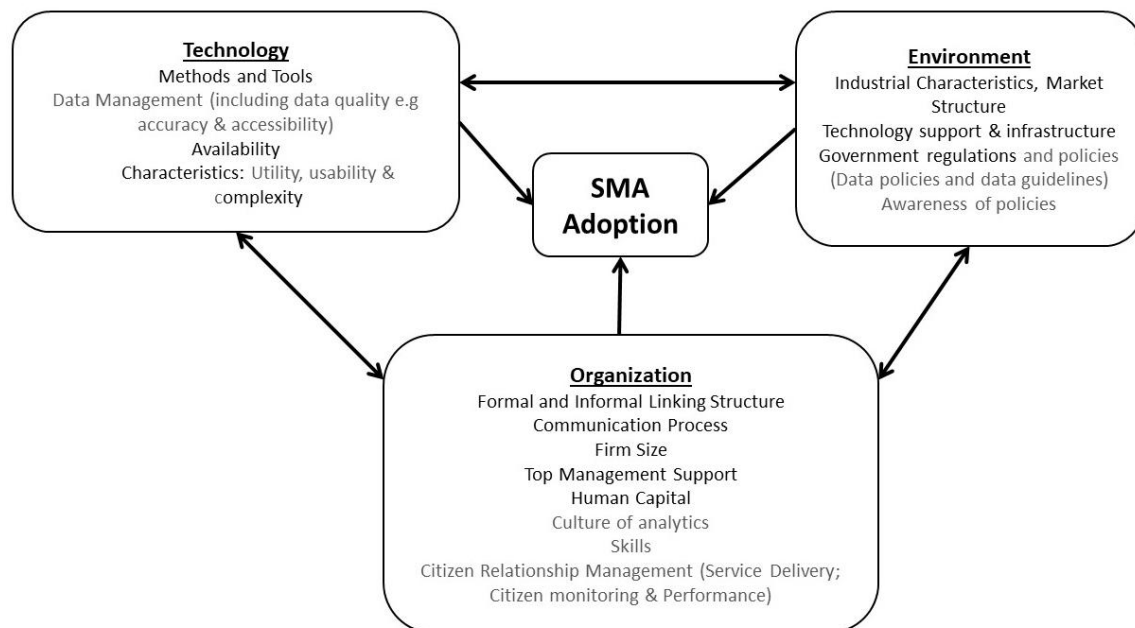 Technology
Methods and Tools
Data Management (including data quality e.g
accuracy & accessibility)
Availability
Characteristics: Utility, usability &
complexity
Environment
Industrial Characteristics, Market
Structure
Technology support & infrastructure
Government regulations and policies
(Data policies and data guidelines)
Awareness of policies
SMA
Adoption
Organization
Formal and Informal Linking Structure
Communication Process
Firm Size
Top Management Support
Human Capital
Culture of analytics
Skills
Citizen Relationship Management (Service Delivery;
Citizen monitoring & Performance)